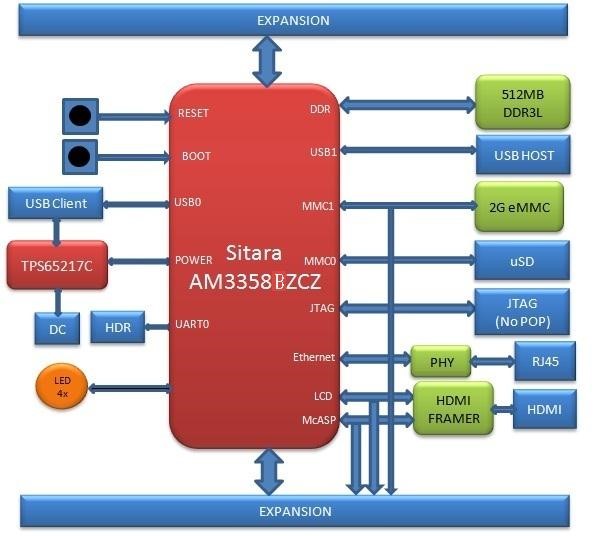 EXPANSION
RESET
DDR
512MB
DDR3L
BOOT
USB1
USB HOST
USB Client
USB0
MMC1
2G eMMC
TPS65217C
POWER
Sitara
AM3358BZCZ
MMC0
uSD
DC
HDR
UART0
JTAG
JTAG
(No POP)
Ethernet
PHY
RJ45
LED
4x
LCD
McASP
HDMI
FRAMER
HDMI
EXPANSION